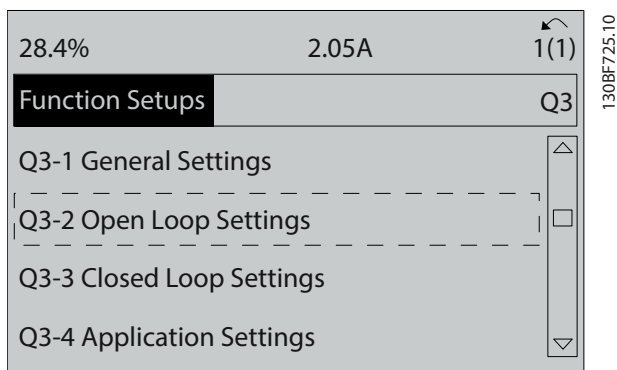 28.4% 2.05A 1(1)
Function Setups Q3
Q3-1 General Settings
Q3-2 Open Loop Settings
Q3-3 Closed Loop Settings
Q3-4 Application Settings
130BF725.10